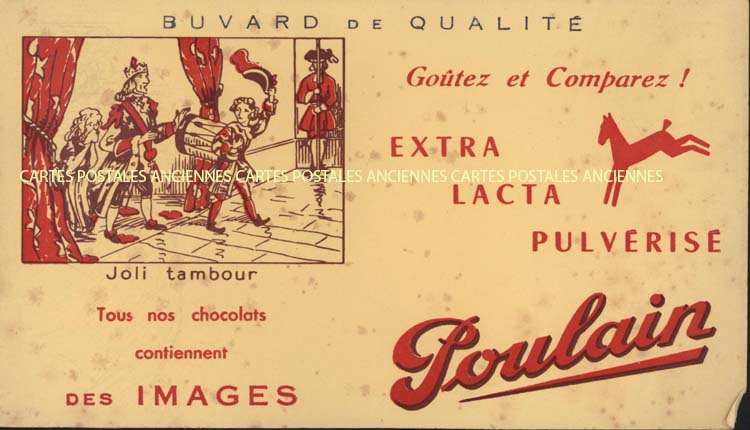 BUVARD DE QUALITÉ
Goûtez et Comparez !
EXTRA
LACTA
PULVÉRISÉ
CARTES POSTALES ANCIENNES CARTES POSTALES ANCIENNES CARTES POSTALES ANCIENNES
Joli tambour
Tous nos chocolats
contiennent
DES IMAGES
Poulain